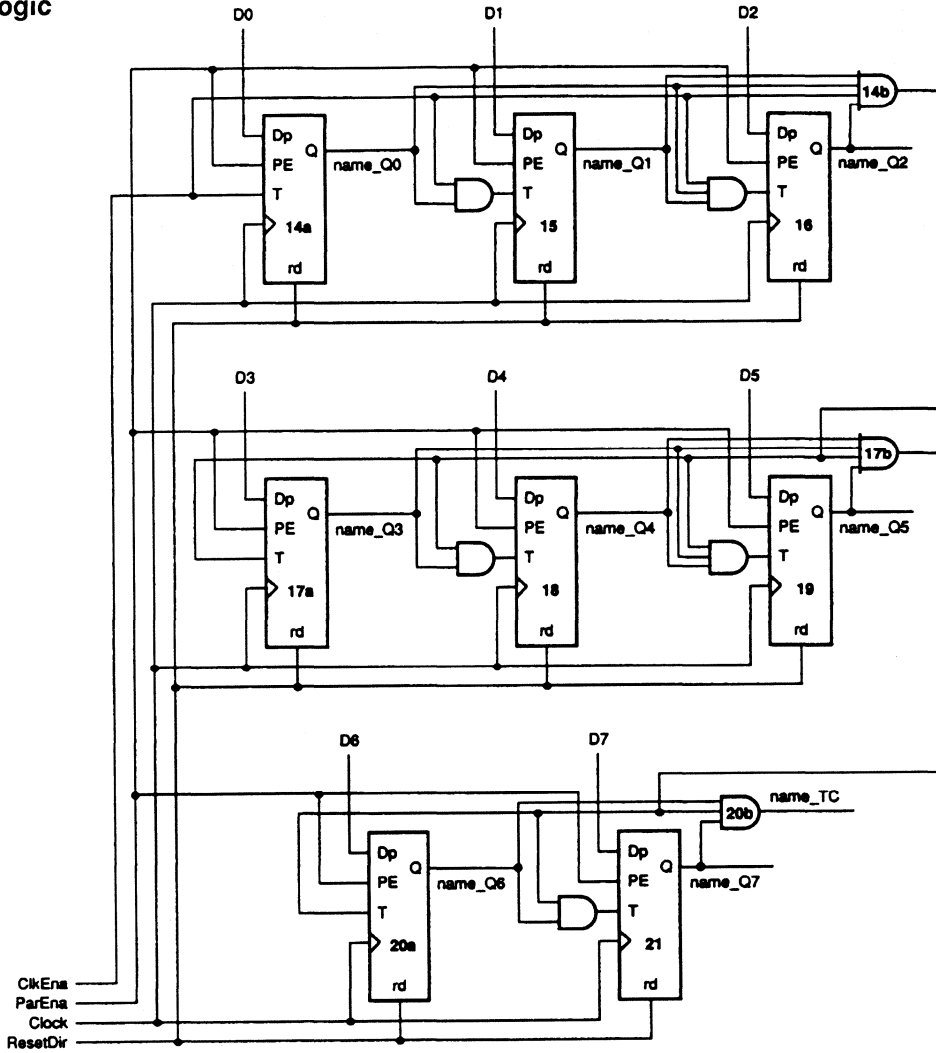 ogic
D0 D1 D2
14b
Dp Dp Dp
Q Q Q
PE name_Q0 PE name_Q1 PE name_Q2
T T T
14a 15 16
rd rd rd
D3 D4 D5
17b
Dp Dp Dp
Q Q Q
PE name_Q3 PE name_Q4 PE name_Q5
T T T
17a 18 19
rd rd rd
D6 D7
name_TC
20b
Dp Dp
Q Q
PE name_Q6 PE name_Q7
T T
20a 21
rd rd
ClkEna
ParEna
Clock
ResetDir